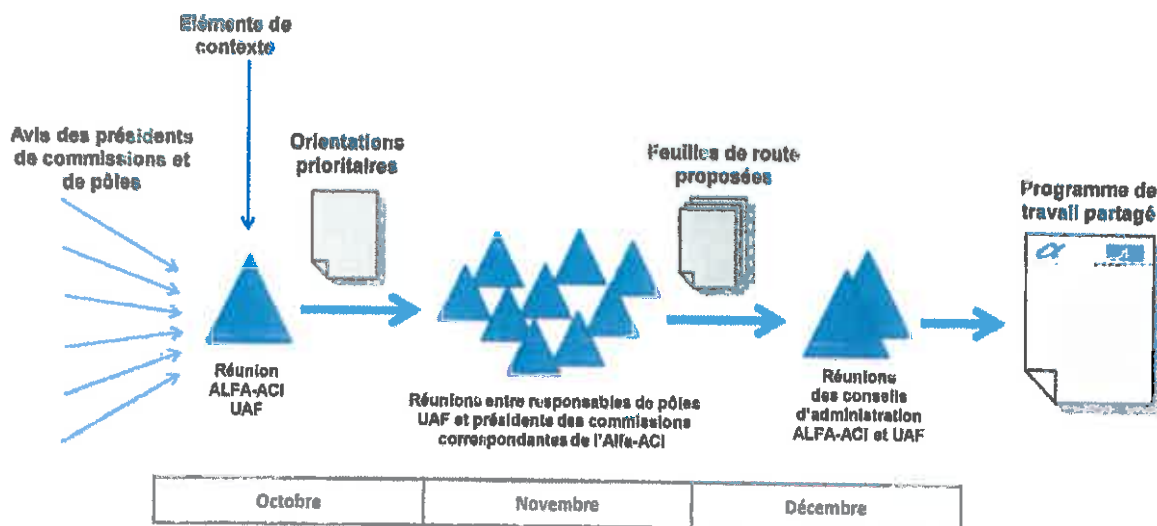 Eléments de
contexte
Avis des présidents
de commissions et
de pôles
Orientations
prioritaires
Feuilles de route
proposées
Programme de
travail partagé
α
Réunion
ALFA-ACI
UAF
Réunions entre responsables de pôles
UAF et présidents des commissions
correspondantes de l'Alfa-ACI
Réunions
des conseils
d'administration
ALFA-ACI et UAF
Octobre
Novembre
Décembre